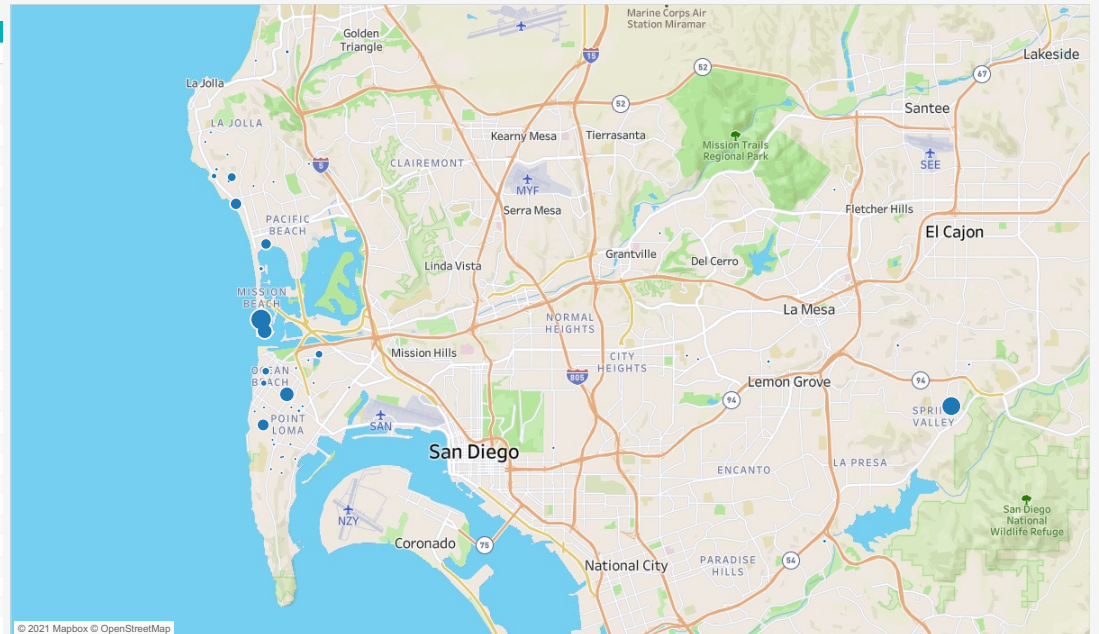 Marine Corps Air
Station Miramar
Golden
Triangle
15
52
Lakeside
67
La Jolla
52
Santee
LA JOLLA
Kearny Mesa
Tierrasanta
Mission Trails
Regional Park
5
CLAIREMONT
SEE
MYF
Serra Mesa
Fletcher Hills
PACIFIC
BEACH
El Cajon
Grantville
Del Cerro
Linda Vista
MISSION
BEACH
La Mesa
NORMAL
HEIGHTS
Mission Hills
CITY
HEIGHTS
OCEAN
BEACH
805
Lemon Grove
94
94
SPRING
VALLEY
POINT
LOMA
SAN
San Diego
ENCANTO
LA PRESA
San Diego
National
Wildlife Refuge
NZY
Coronado
75
National City
PARADISE
HILLS
54
© 2021 Mapbox © OpenStreetMap